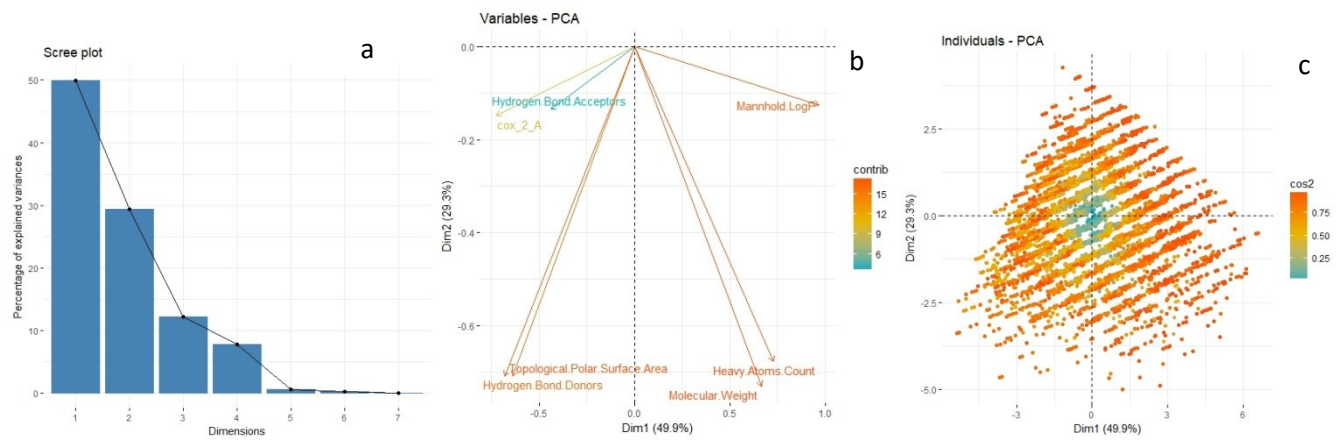 Scree plot
a
Percentage of explained variances
50
40
30
20
10
0
1 2 3 4 5 6 7
Dimensions
Variables - PCA
b
0.0
-0.2
-0.4
-0.6
Dim2 (29.3%)
Hydrogen.Bond.Acceptors
cox_2_A
Mannhold.LogP
Topological.Polar.Surface.Area
Hydrogen.Bond.Donors
Heavy.Atoms.Count
Molecular.Weight
-0.5 0.0 0.5 1.0
Dim1 (49.9%)
contrib
15
12
9
6
Individuals - PCA
c
2.5
0.0
-2.5
-5.0
Dim2 (29.3%)
-3 0 3 6
Dim1 (49.9%)
cos2
0.75
0.50
0.25